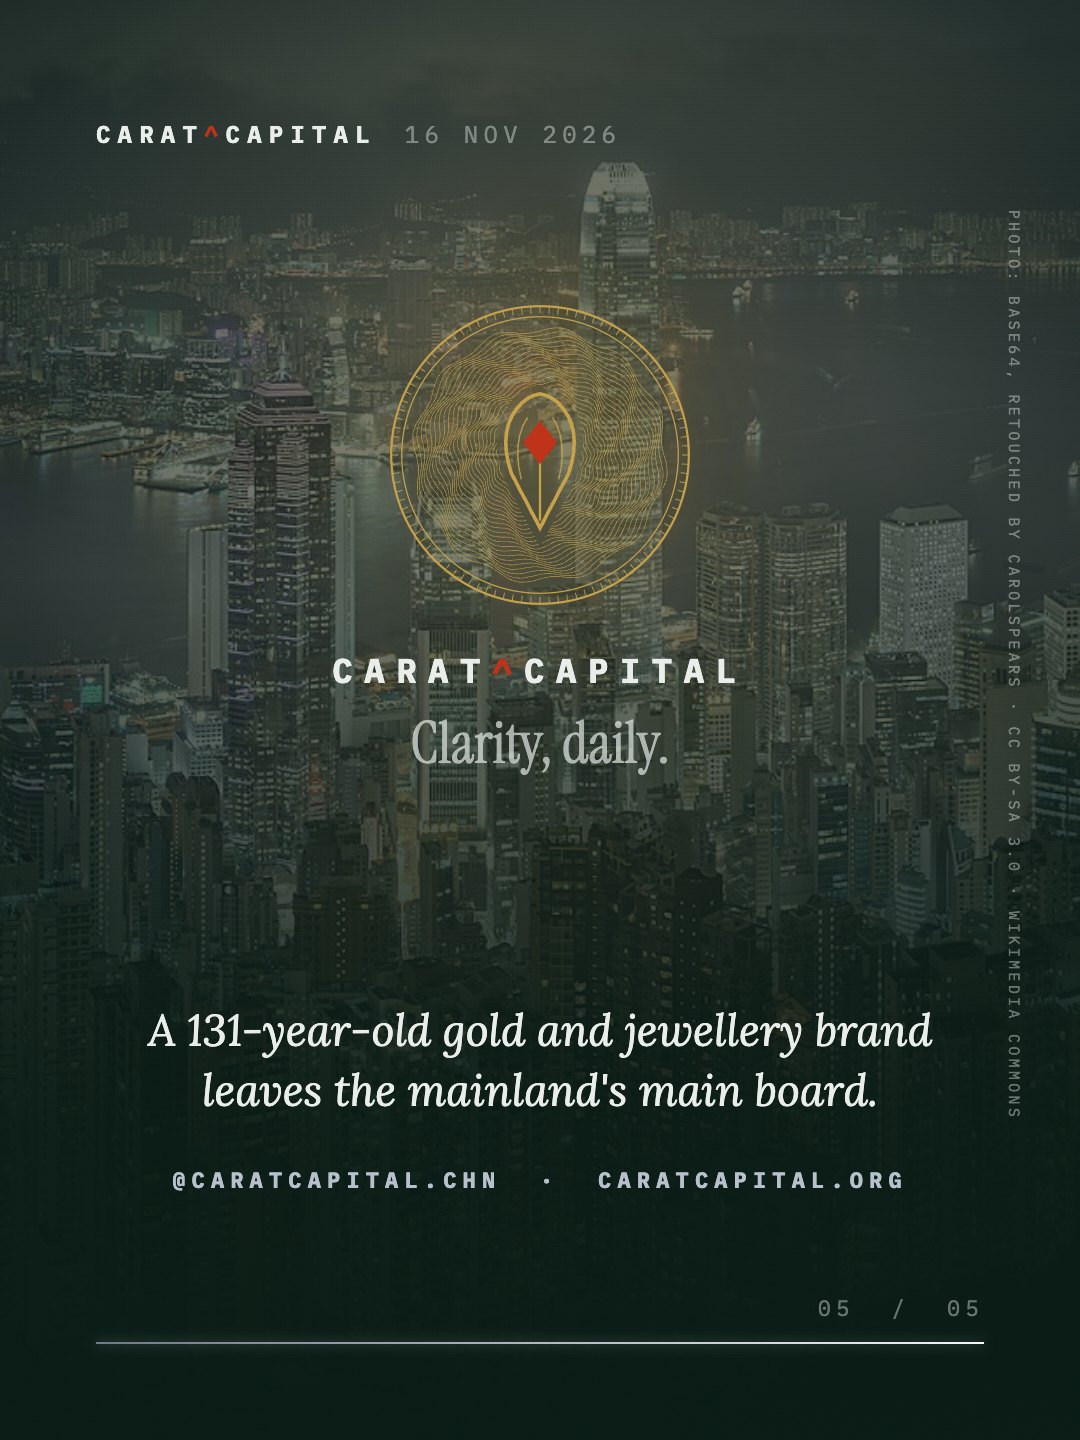 CARAT^CAPITAL 16 NOV 2026
PHOTO: BASE64, RETOUCHED BY CAROLSPEARS · CC BY-SA 3.0 · WIKIMEDIA COMMONS
CARAT^CAPITAL
Clarity, daily.
A 131-year-old gold and jewellery brand
leaves the mainland's main board.
@CARATCAPITAL.CHN · CARATCAPITAL.ORG
05 / 05